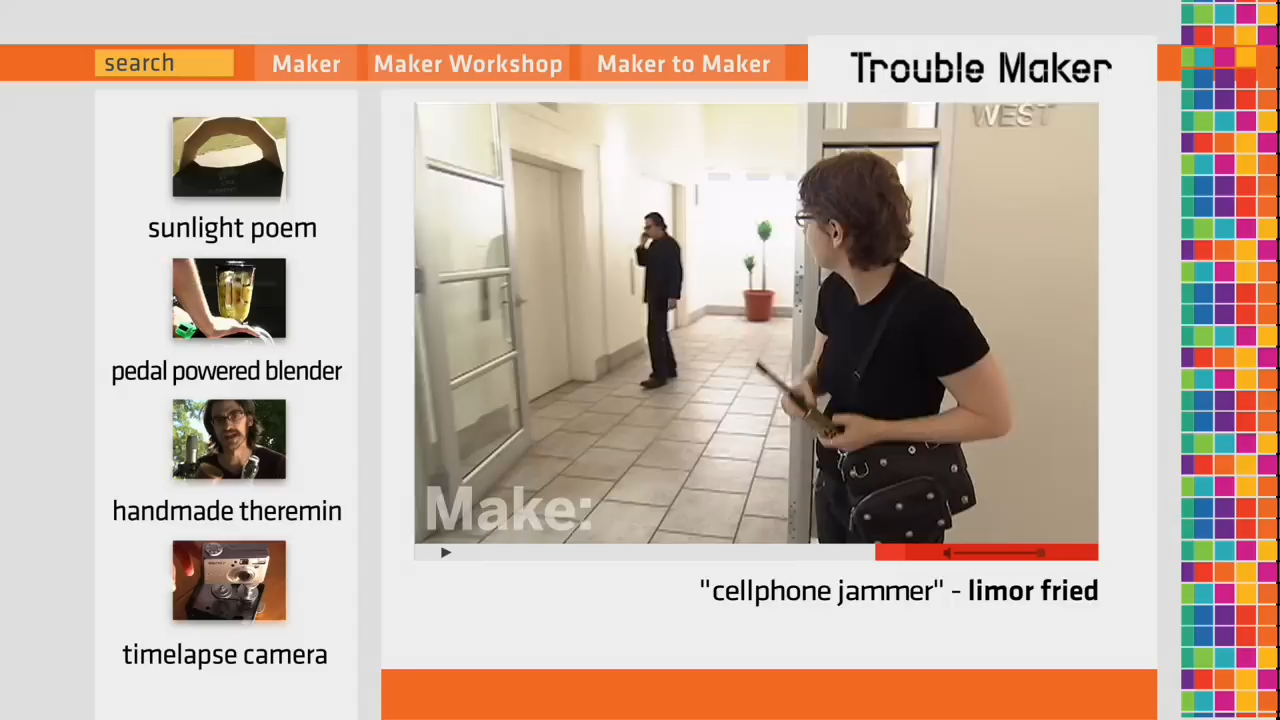 search
Maker
Maker Workshop
Maker to Maker
Trouble Maker
sunlight poem
pedal powered blender
handmade theremin
timelapse camera
WEST
Make:
"cellphone jammer" - limor fried